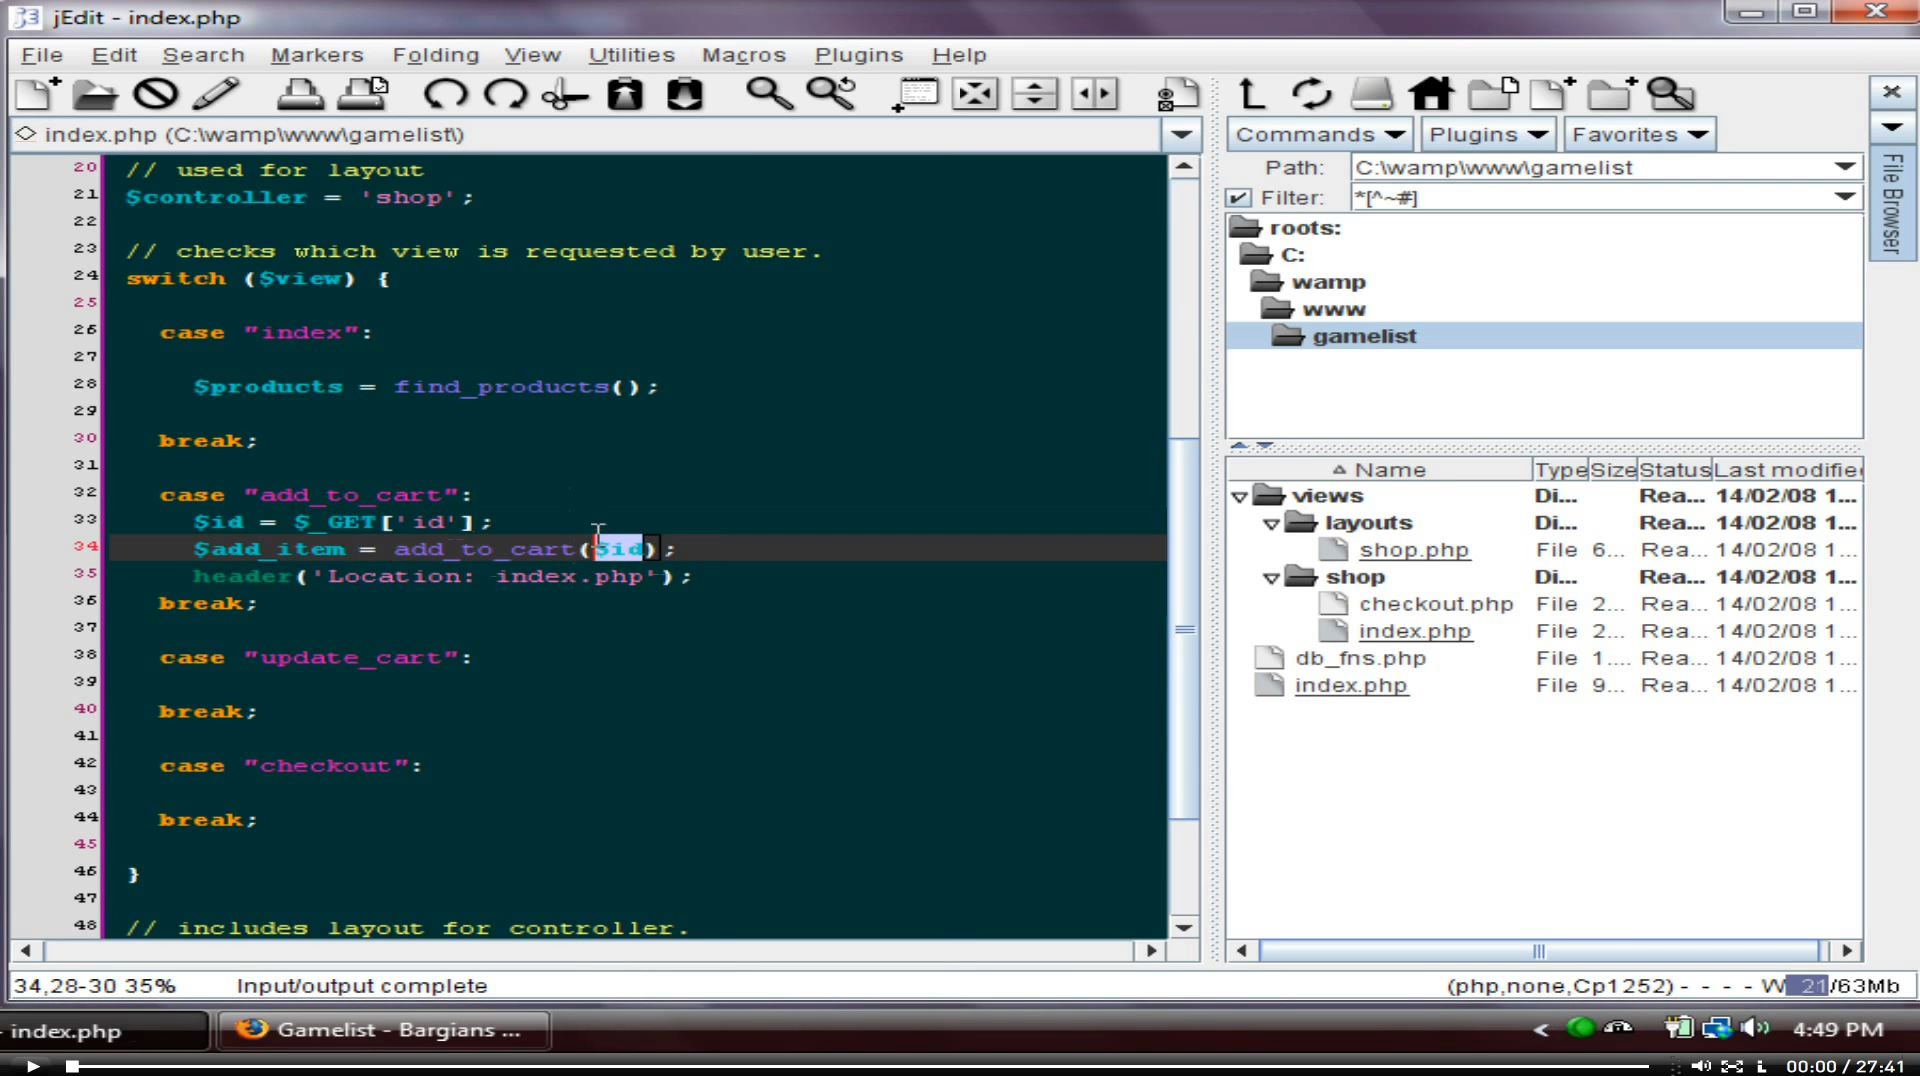 jEdit - index.php
File Edit Search Markers Folding View Utilities Macros Plugins Help
index.php (C:\wamp\www\gamelist\)
20 // used for layout
21 $controller = 'shop';
22
23 // checks which view is requested by user.
24 switch ($view) {
25
26 case "index":
27
28 $products = find_products();
29
30 break;
31
32 case "add_to_cart":
33 $id = $_GET['id'];
34 $add_item = add_to_cart($id);
35 header('Location: index.php');
36 break;
37
38 case "update_cart":
39
40 break;
41
42 case "checkout":
43
44 break;
45
46 }
47
48 // includes layout for controller.
Commands Plugins Favorites
Path: C:\wamp\www\gamelist
Filter: *[^~#]
File Browser
roots:
C:
wamp
www
gamelist
Name Type Size Status Last modifie
views Di... Rea... 14/02/08 1...
layouts Di... Rea... 14/02/08 1...
shop.php File 6... Rea... 14/02/08 1...
shop Di... Rea... 14/02/08 1...
checkout.php File 2... Rea... 14/02/08 1...
index.php File 2... Rea... 14/02/08 1...
db_fns.php File 1.... Rea... 14/02/08 1...
index.php File 9... Rea... 14/02/08 1...
34,28-30 35% Input/output complete (php,none,Cp1252) - - - - W 21/63Mb
- index.php Gamelist - Bargians ... 4:49 PM
00:00 / 27:41